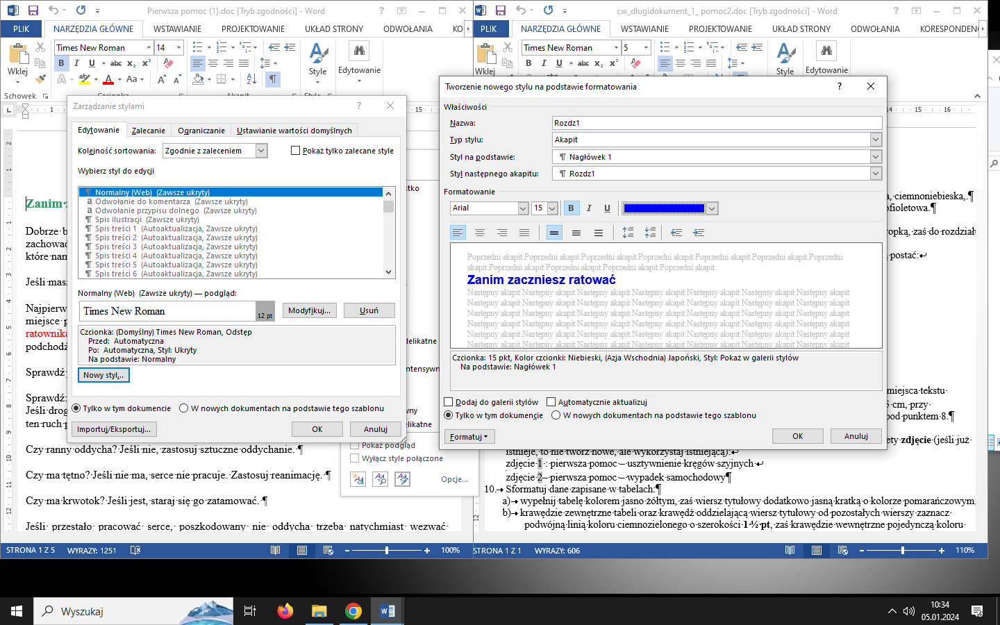 Pierwsza pomoc (1).doc [Tryb zgodności] - Word
PLIK
NARZĘDZIA GŁÓWNE
WSTAWIANIE
PROJEKTOWANIE
UKŁAD STRONY
ODWOŁANIA
KO
Wklej
Times New Roman
14
Style
Edytowanie
Schowek
cw_długidokument_1_ pomoc2.doc [Tryb zgodności] - Word
PLIK
NARZĘDZIA GŁÓWNE
WSTAWIANIE
PROJEKTOWANIE
UKŁAD STRONY
ODWOŁANIA
KORESPONDENC
Wklej
Times New Roman
5
Style
Edytowanie
Zarządzanie stylami
Edytowanie
Zalecanie
Ograniczanie
Ustawianie wartości domyślnych
Kolejność sortowania:
Zgodnie z zaleceniem
Pokaż tylko zalecane style
Wybierz styl do edycji
Normalny (Web) (Zawsze ukryty)
Odwołanie do komentarza (Zawsze ukryty)
Odwołanie przypisu dolnego (Zawsze ukryty)
Spis ilustracji (Zawsze ukryty)
Spis treści 1 (Autoaktualizacja, Zawsze ukryty)
Spis treści 2 (Autoaktualizacja, Zawsze ukryty)
Spis treści 3 (Autoaktualizacja, Zawsze ukryty)
Spis treści 4 (Autoaktualizacja, Zawsze ukryty)
Spis treści 5 (Autoaktualizacja, Zawsze ukryty)
Spis treści 6 (Autoaktualizacja, Zawsze ukryty)
Normalny (Web) (Zawsze ukryty) — podgląd:
Times New Roman
12 pt
Modyfikuj...
Usuń
Czcionka: (Domyślny) Times New Roman, Odstęp
Przed: Automatyczna
Po: Automatyczna, Styl: Ukryty
Na podstawie: Normalny
Nowy styl...
Tylko w tym dokumencie
W nowych dokumentach na podstawie tego szablonu
Importuj/Eksportuj...
OK
Anuluj
Pokaż podgląd
Wyłącz style połączone
Opcje...
Tworzenie nowego stylu na podstawie formatowania
Właściwości
Nazwa:
Rozdz1
Typ stylu:
Akapit
Styl na podstawie:
¶ Nagłówek 1
Styl następnego akapitu:
¶ Rozdz1
Formatowanie
Arial
15
B I U
Poprzedni akapit Poprzedni akapit Poprzedni akapit Poprzedni akapit Poprzedni akapit Poprzedni akapit Poprzedni
akapit Poprzedni akapit Poprzedni akapit Poprzedni akapit Poprzedni akapit
Zanim zaczniesz ratować
Następny akapit Następny akapit Następny akapit Następny akapit Następny akapit Następny akapit Następny akapit
Następny akapit Następny akapit Następny akapit Następny akapit Następny akapit Następny akapit Następny akapit
Następny akapit Następny akapit Następny akapit Następny akapit Następny akapit Następny akapit Następny akapit
Następny akapit Następny akapit Następny akapit Następny akapit Następny akapit Następny akapit Następny akapit
Następny akapit Następny akapit Następny akapit Następny akapit Następny akapit Następny akapit Następny akapit
Następny akapit Następny akapit Następny akapit Następny akapit Następny akapit Następny akapit Następny akapit
Czcionka: 15 pkt, Kolor czcionki: Niebieski, (Azja Wschodnia) Japoński, Styl: Pokaż w galerii stylów
Na podstawie: Nagłówek 1
Dodaj do galerii stylów
Automatycznie aktualizuj
Tylko w tym dokumencie
W nowych dokumentach na podstawie tego szablonu
Formatuj
OK
Anuluj
Zanim
Dobrze b
zachować
które nam
Jeśli masz
Najpierw
miejsce p
ratownika
podchodź
Sprawdź
Sprawdź:
Jeśli drog
ten ruch p
Czy ranny oddycha? Jeśli nie, zastosuj sztuczne oddychanie. ¶
Czy ma tętno? Jeśli nie ma, serce nie pracuje. Zastosuj reanimację. ¶
Czy ma krwotok? Jeśli jest, staraj się go zatamować. ¶
Jeśli przestało pracować serce, poszkodowany nie oddycha trzeba natychmiast wezwać
ciemnoniebieska,.¶
ofioletowa.¶
ropką, zaś do rozdział
postać:
miejsca tekstu
5 cm, przy
pod punktem 8.¶
ety zdjęcie (jeśli już
istnieje, to nie twórz nowe, ale wykorzystaj istniejącą):
zdjęcie 1 : pierwsza pomoc – usztywnienie kręgów szyjnych
zdjęcie 2– pierwsza pomoc – wypadek samochodowy¶
10. Sformatuj dane zapisane w tabelach:¶
a) wypełnij tabelę kolorem jasno żółtym, zaś wiersz tytułowy dodatkowo jasną kratką o kolorze pomarańczowym;
b) krawędzie zewnętrzne tabeli oraz krawędź oddzielającą wiersz tytułowy od pozostałych wierszy zaznacz
podwójną linią koloru ciemnozielonego o szerokości 1 ½ pt, zaś krawędzie wewnętrzne pojedynczą koloru
STRONA 1 Z 5
WYRAZY: 1251
100%
STRONA 1 Z 1
WYRAZY: 606
110%
Wyszukaj
10:34
05.01.2024